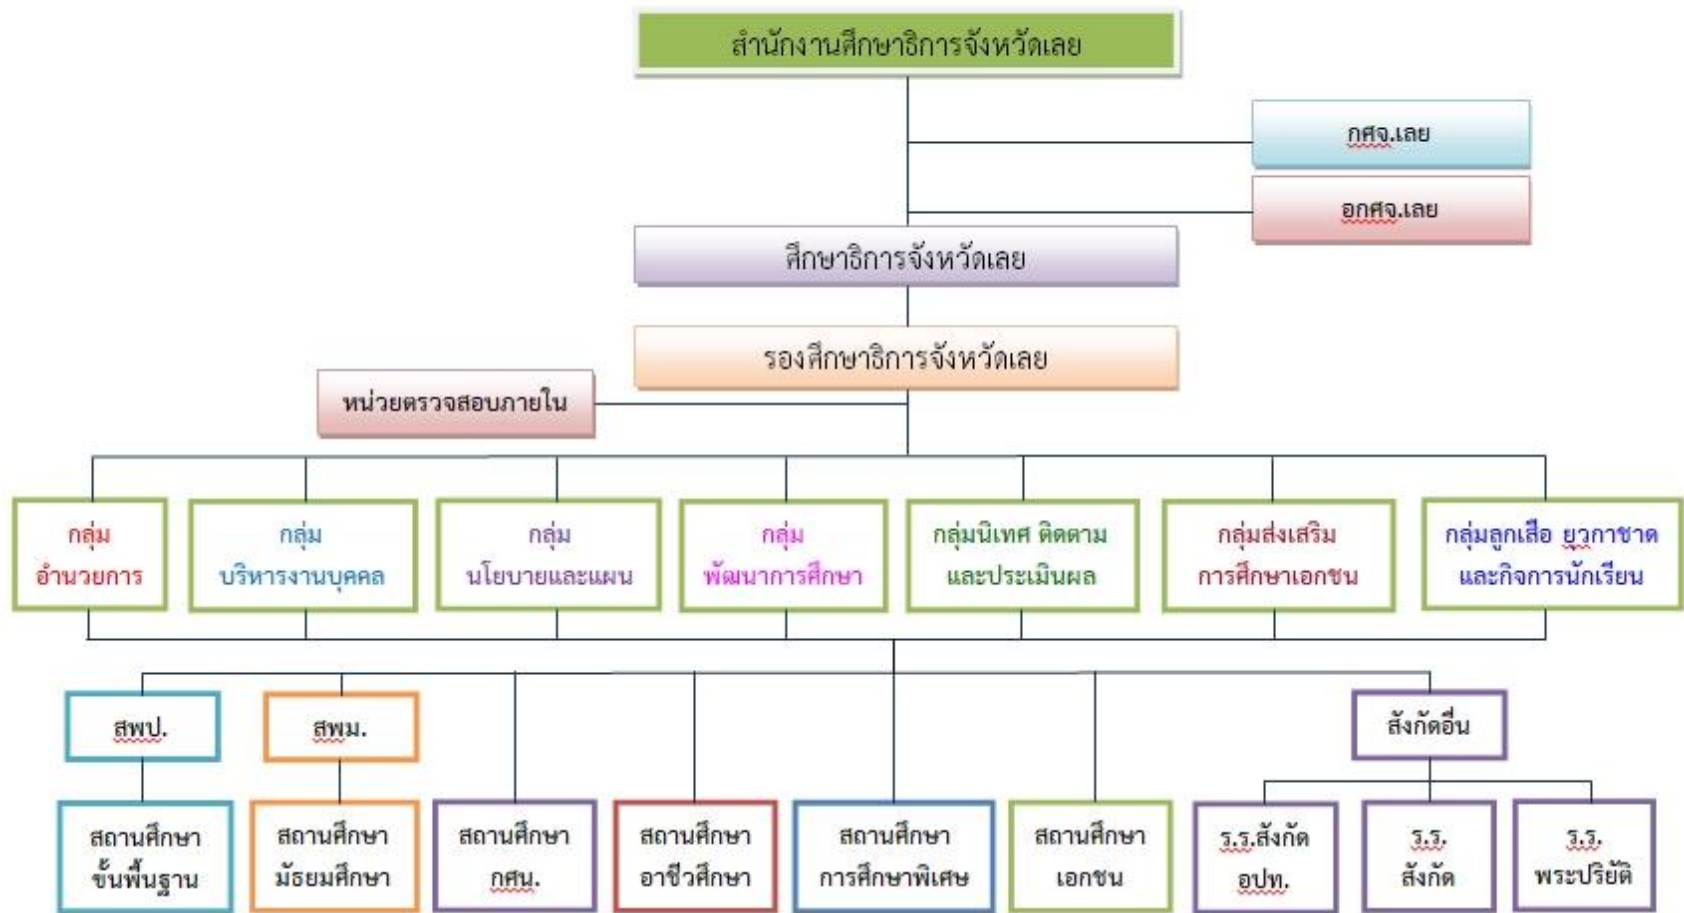 สำนักงานศึกษาธิการจังหวัดเลย
กศจ.เลย
อกศจ.เลย
ศึกษาธิการจังหวัดเลย
รองศึกษาธิการจังหวัดเลย
หน่วยตรวจสอบภายใน
กลุ่ม
อำนวยการ
กลุ่ม
บริหารงานบุคคล
กลุ่ม
นโยบายและแผน
กลุ่ม
พัฒนาการศึกษา
กลุ่มนิเทศ ติดตาม
และประเมินผล
กลุ่มส่งเสริม
การศึกษาเอกชน
กลุ่มลูกเสือ ยุวกาชาด
และกิจการนักเรียน
สพป.
สพม.
สังกัดอื่น
สถานศึกษา
ขั้นพื้นฐาน
สถานศึกษา
มัธยมศึกษา
สถานศึกษา
กศน.
สถานศึกษา
อาชีวศึกษา
สถานศึกษา
การศึกษาพิเศษ
สถานศึกษา
เอกชน
ร.ร.สังกัด
อปท.
ร.ร.
สังกัด
ร.ร.
พระปริยัติ